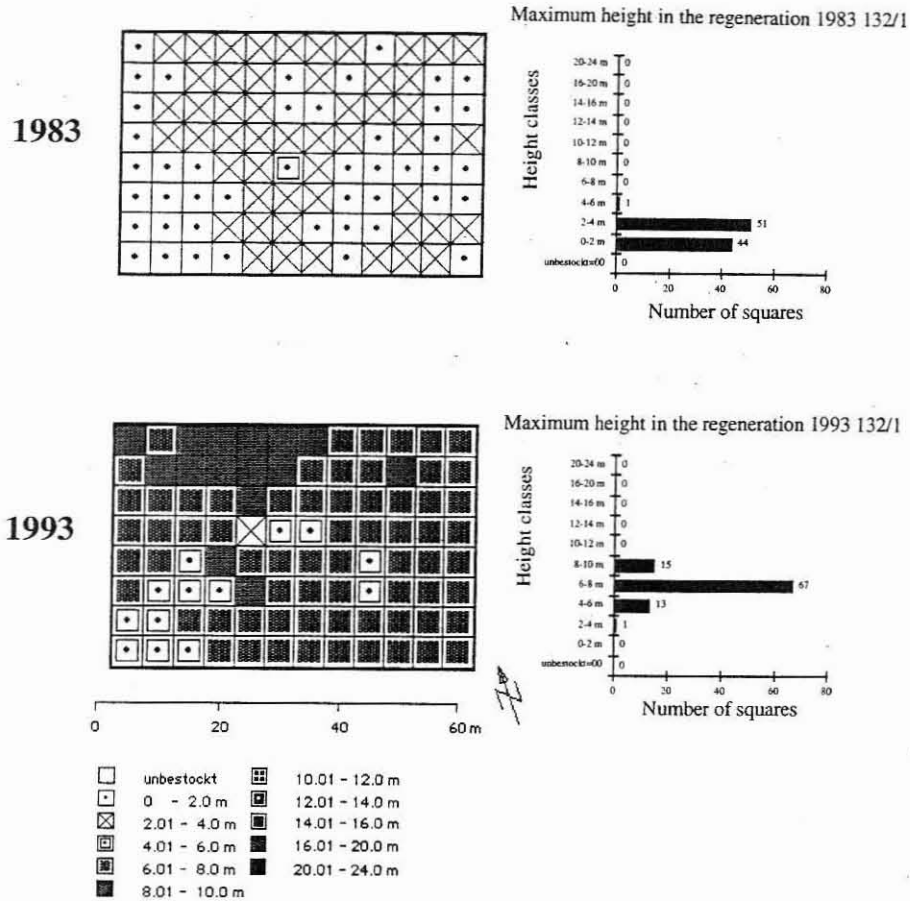 Maximum height in the regeneration 1983 132/1
1983
Height classes
20-24 m 0
16-20 m 0
14-16 m 0
12-14 m 0
10-12 m 0
8-10 m 0
6-8 m 0
4-6 m 1
2-4 m 51
0-2 m 44
unbestockt=00 0
0 20 40 60 80
Number of squares
Maximum height in the regeneration 1993 132/1
1993
Height classes
20-24 m 0
16-20 m 0
14-16 m 0
12-14 m 0
10-12 m 0
8-10 m 15
6-8 m 67
4-6 m 13
2-4 m 1
0-2 m 0
unbestockt=00 0
0 20 40 60 80
Number of squares
0 20 40 60 m
unbestockt
0 - 2.0 m
2.01 - 4.0 m
4.01 - 6.0 m
6.01 - 8.0 m
8.01 - 10.0 m
10.01 - 12.0 m
12.01 - 14.0 m
14.01 - 16.0 m
16.01 - 20.0 m
20.01 - 24.0 m